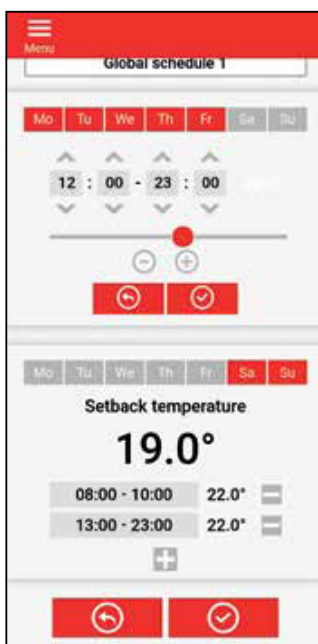 Menu
Global schedule 1
Mo Tu We Th Fr Sa Su
12 : 00 - 23 : 00
Mo Tu We Th Fr Sa Su
Setback temperature
19.0°
08:00 - 10:00 22.0°
13:00 - 23:00 22.0°